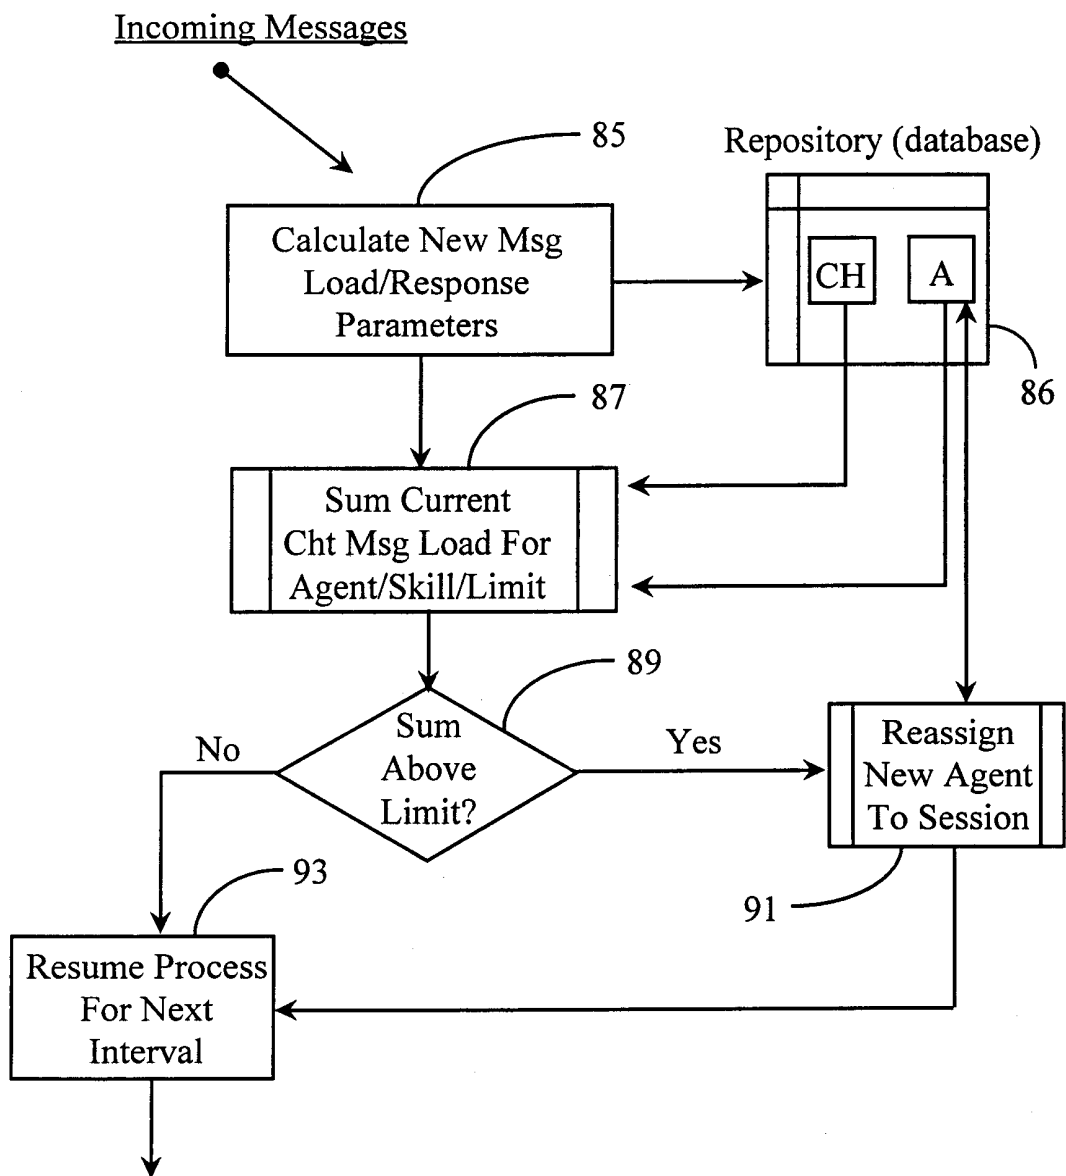 Incoming Messages
85
Repository (database)
Calculate New Msg
Load/Response
Parameters
CH
A
86
87
Sum Current
Cht Msg Load For
Agent/Skill/Limit
89
Sum
Above
Limit?
No
Yes
Reassign
New Agent
To Session
91
93
Resume Process
For Next
Interval